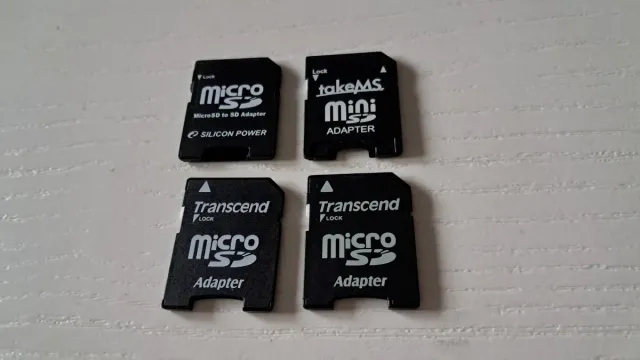 Lock
Micro
SD
MicroSD to SD Adapter
SILICON POWER
Lock
takeMS
mini
SD
ADAPTER
Transcend
LOCK
Micro
SD
Adapter
Transcend
LOCK
Micro
SD
Adapter